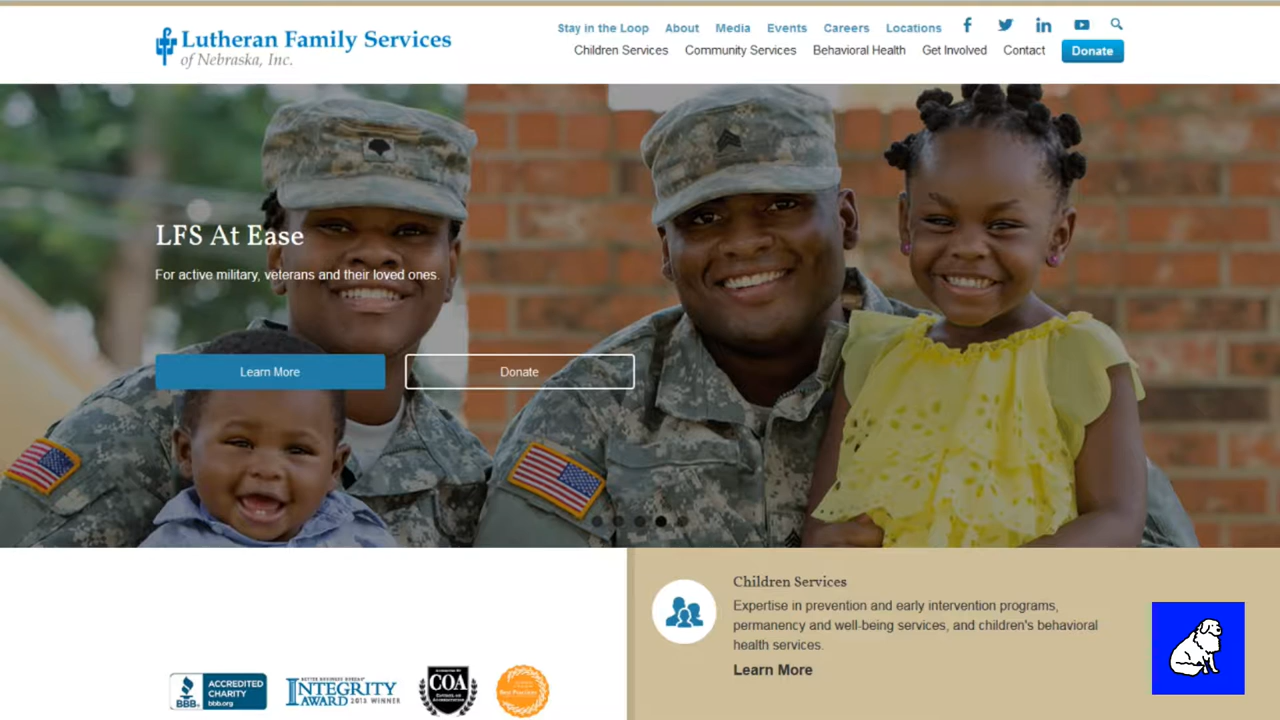 Stay in the Loop About Media Events Careers Locations
Lutheran Family Services
of Nebraska, Inc.
Children Services Community Services Behavioral Health Get Involved Contact Donate
LFS At Ease
For active military, veterans and their loved ones.
Learn More Donate
Children Services
Expertise in prevention and early intervention programs,
permanency and well-being services, and children's behavioral
health services.
Learn More
BBB
ACCREDITED
CHARITY
bbb.org
BETTER BUSINESS BUREAU
INTEGRITY
AWARD 2013 WINNER
COA